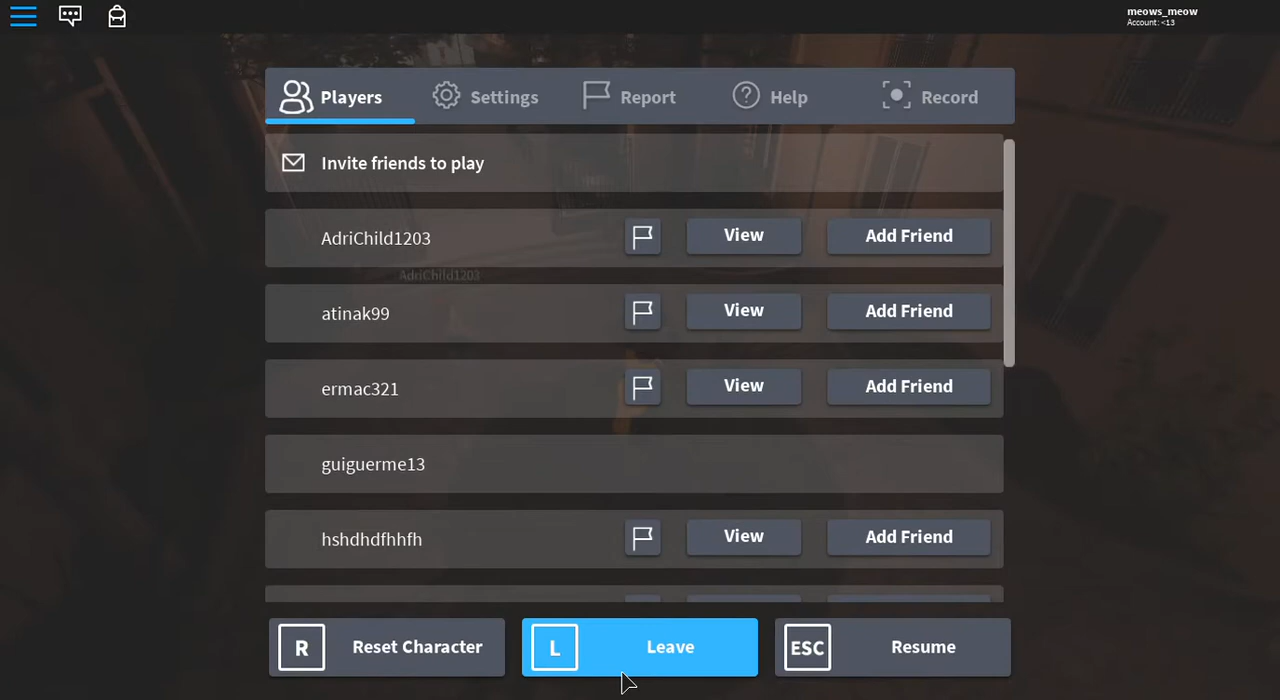 meows_meow
Account: <13
Players Settings Report Help Record
Invite friends to play
AdriChild1203 View Add Friend
AdriChild1203
atinak99 View Add Friend
ermac321 View Add Friend
guiguerme13
hshdhdfhhfh View Add Friend
R Reset Character L Leave ESC Resume